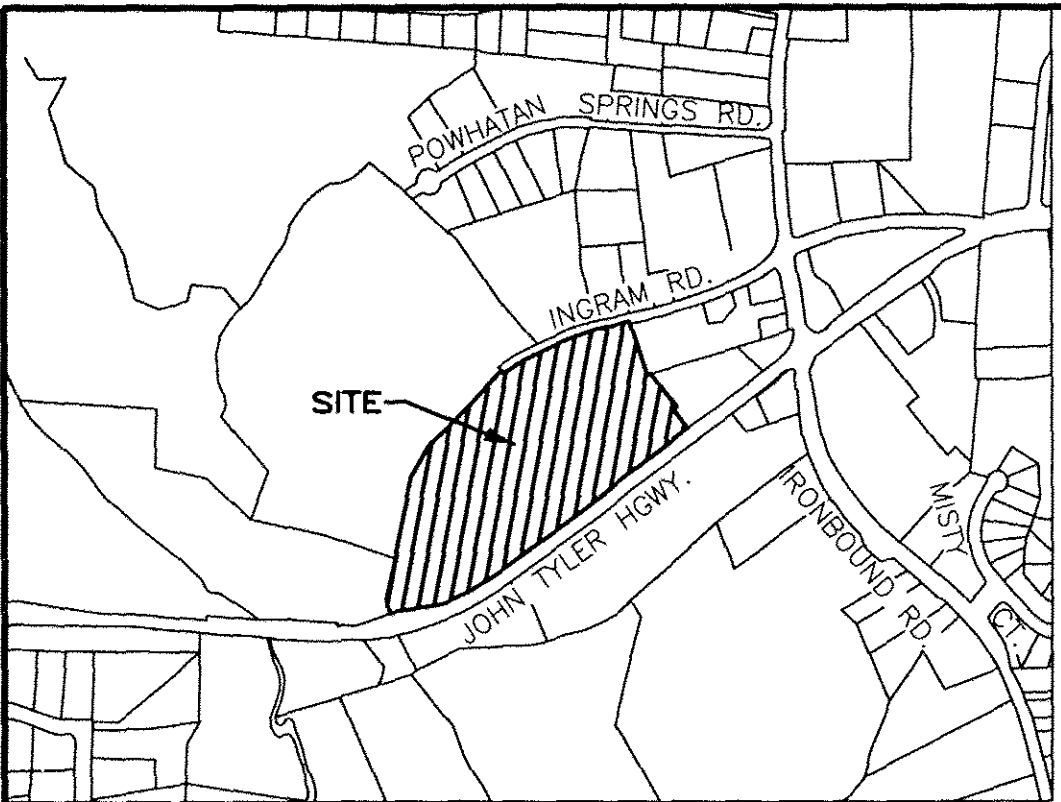 POWHATAN SPRINGS RD.
INGRAM RD.
SITE
JOHN TYLER HGWY.
IRONBOUND RD.
MISTY CT.